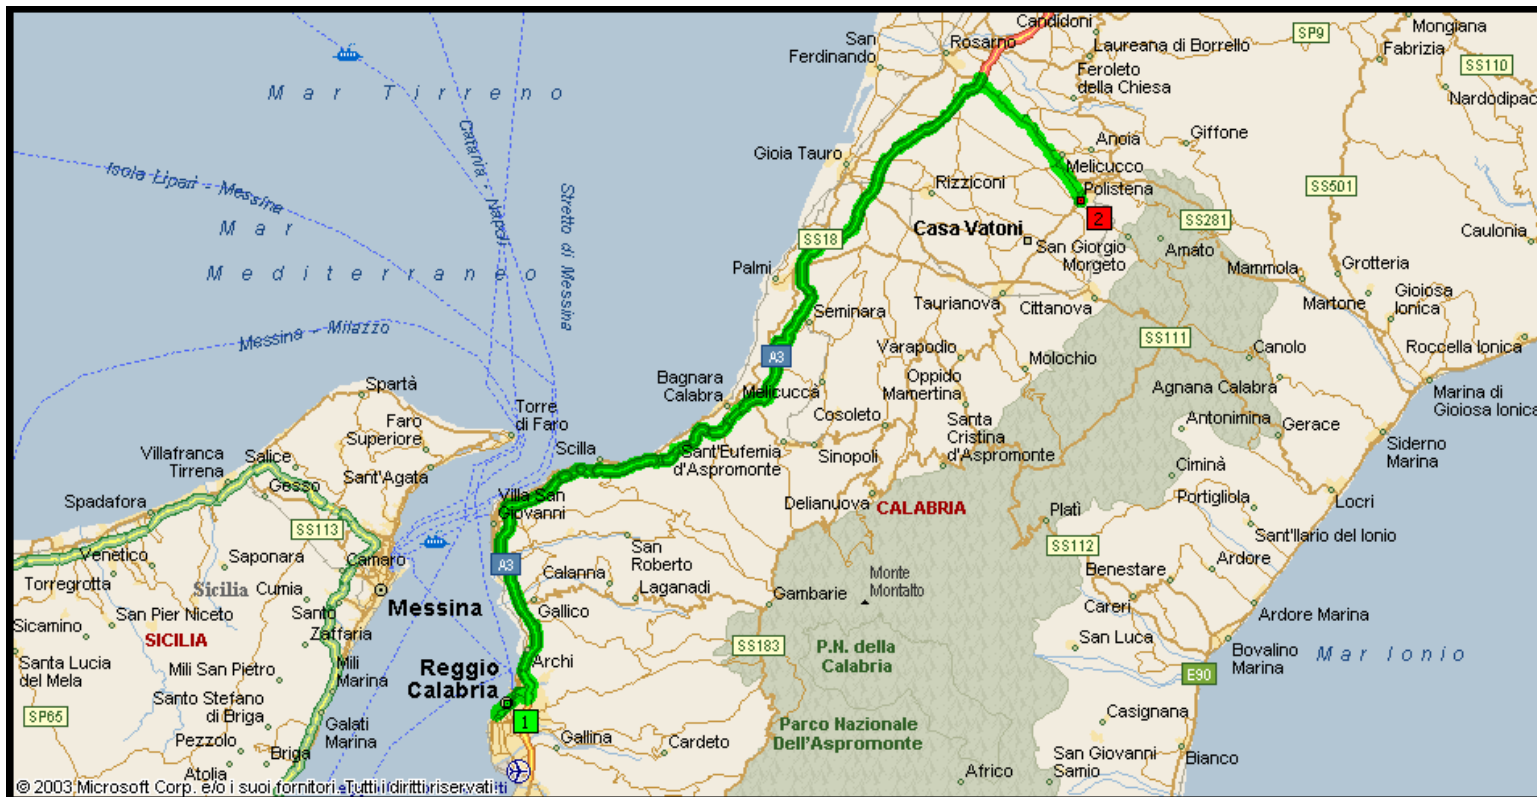 Candidoni
Mongiana
San
Ferdinando
Rosarno
Laureana di Borrello
SP9
Fabrizia
Feroleto
della Chiesa
SS110
Nardodipac
Mar Tirreno
Catania - Napoli
Gioia Tauro
Anoia
Giffone
Melicucco
Isola Lipari - Messina
Stretto di Messina
Rizziconi
Polistena
SS501
2
SS281
Mar
Mediterraneo
SS18
Casa Vatoni
San Giorgio
Morgeto
Amato
Caulonia
Palmi
Mammola
Grotteria
Taurianova
Cittanova
Martone
Gioiosa
Ionica
Seminara
Messina - Milazzo
SS111
Roccella Ionica
A3
Varapodio
Molochio
Canolo
Spartà
Bagnara
Calabra
Melicuccà
Oppido
Mamertina
Agnana Calabra
Marina di
Gioiosa Ionica
Torre
di Faro
Faro
Superiore
Cosoleto
Santa
Cristina
d'Aspromonte
Antonimina
Gerace
Siderno
Marina
Villafranca
Tirrena
Salice
Scilla
Sant'Eufemia
d'Aspromonte
Sinopoli
Ciminà
Gesso
Sant'Agata
Spadafora
Villa San
Giovanni
Delianuova
CALABRIA
Platì
Portigliola
Locri
SS113
Sant'Ilario del Ionio
Venetico
Saponara
Camaro
San
Roberto
SS112
Ardore
Torregrotta
Sicilia
Cumia
A3
Calanna
Laganadi
Monte
Montalto
Benestare
Messina
Gallico
Gambarie
Careri
Ardore Marina
San Pier Niceto
Santo
Sicamino
SICILIA
Zaffaria
San Luca
SS183
P.N. della
Calabria
Bovalino
Marina
Mar Ionio
Santa Lucia
del Mela
Mili San Pietro
Mili
Marina
Archi
Reggio
Calabria
E90
Santo Stefano
di Briga
SP65
1
Galati
Marina
Parco Nazionale
Dell'Aspromonte
Casignana
Pezzolo
Gallina
Cardeto
Briga
San Giovanni
Samo
Bianco
Atolia
Africo
© 2003 Microsoft Corp. e/o i suoi fornitori. Tutti i diritti riservati.